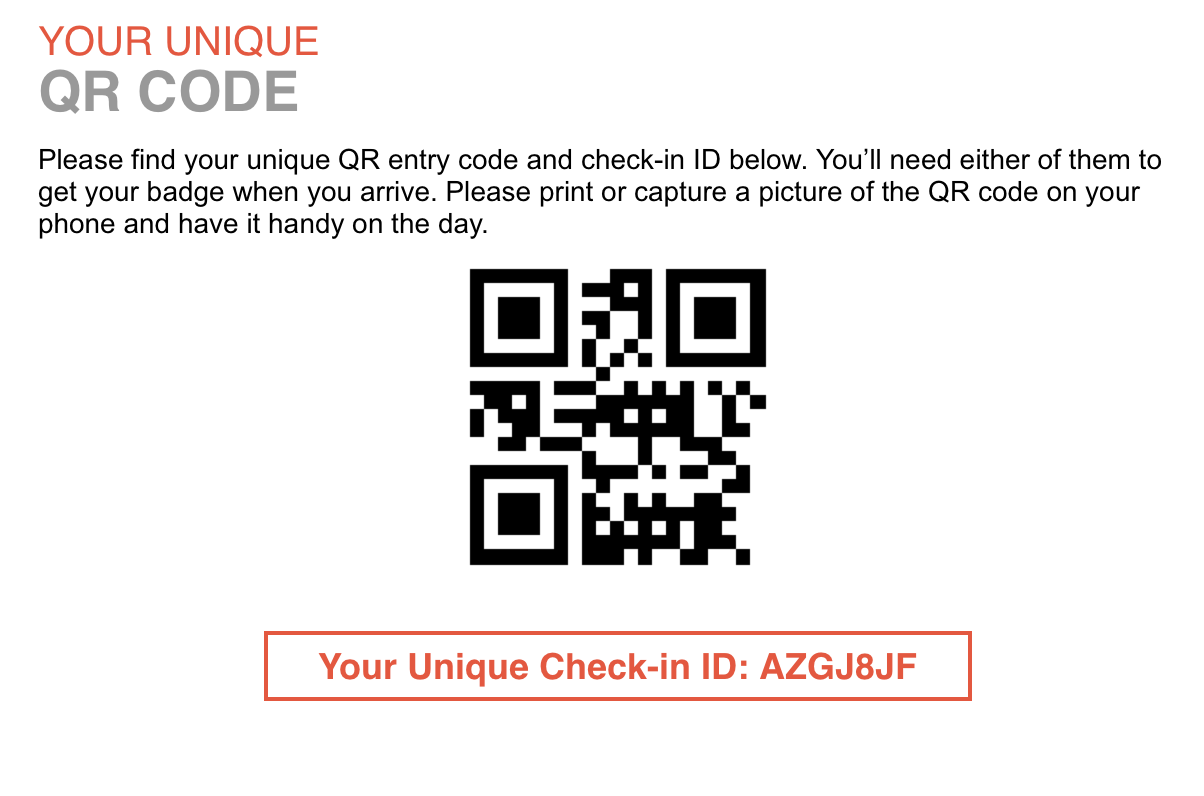 YOUR UNIQUE
QR CODE
Please find your unique QR entry code and check-in ID below. You’ll need either of them to
get your badge when you arrive. Please print or capture a picture of the QR code on your
phone and have it handy on the day.
Your Unique Check-in ID: AZGJ8JF